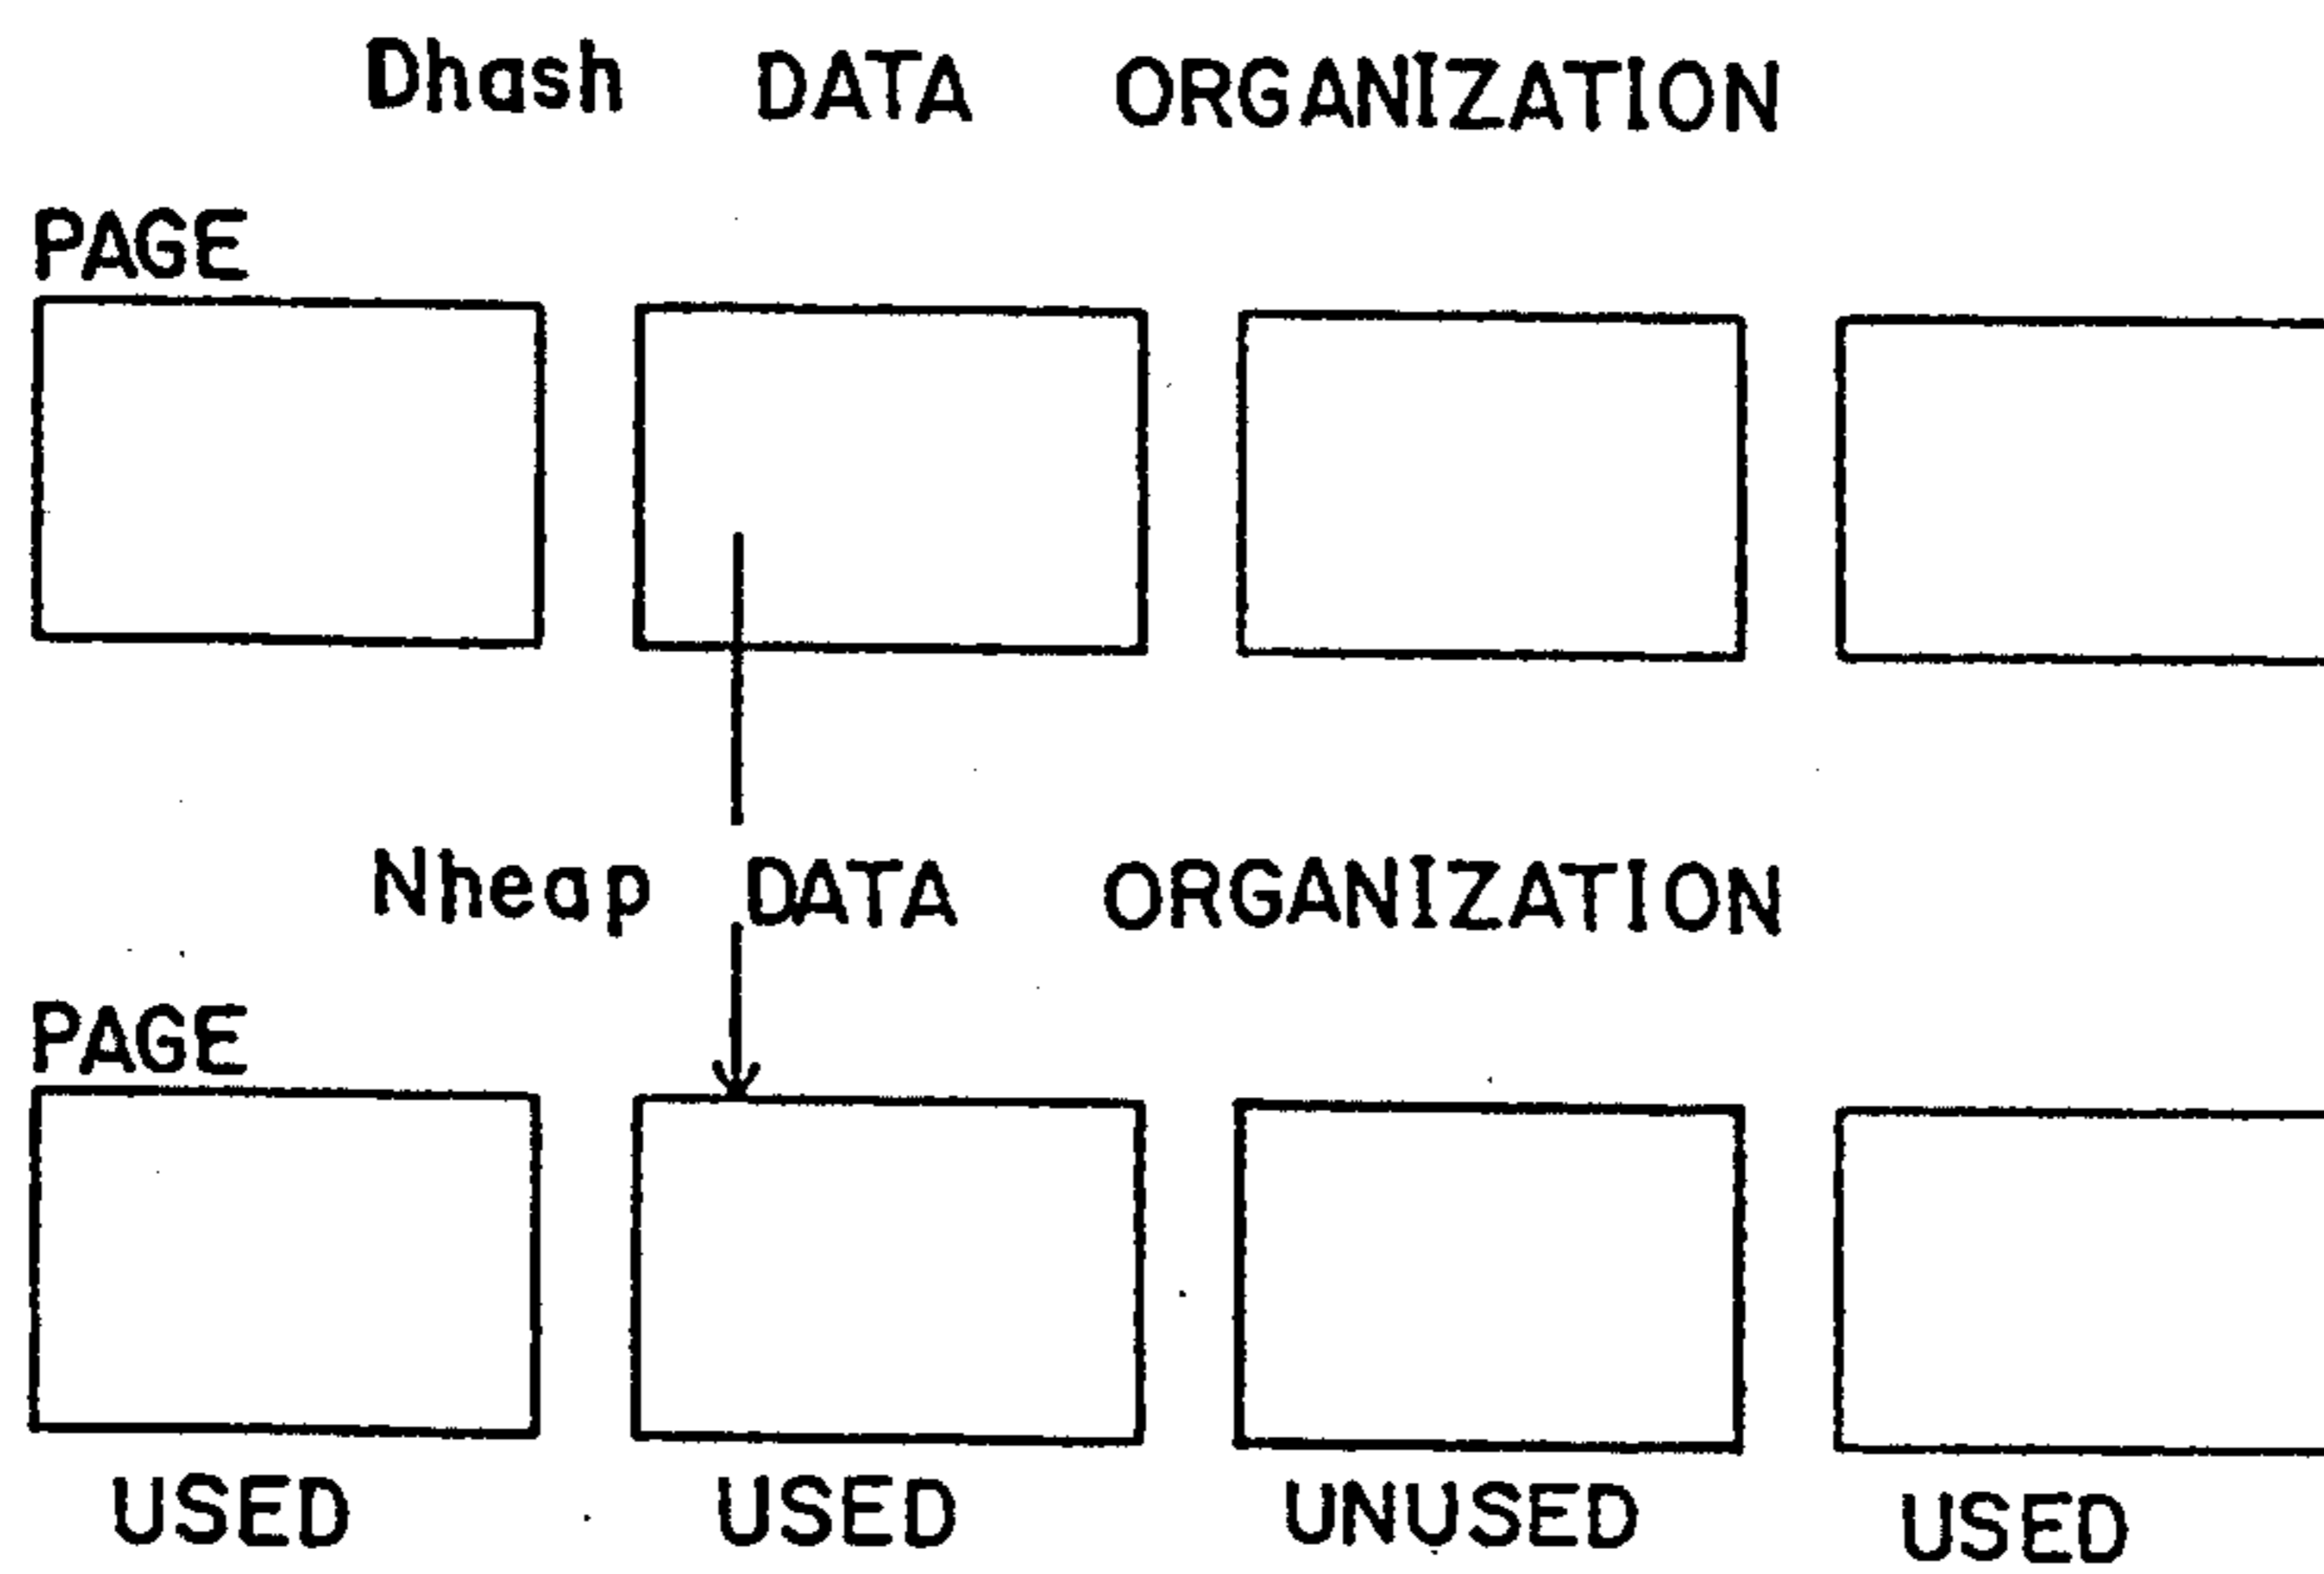 Dhash DATA ORGANIZATION
PAGE
Nheap DATA ORGANIZATION
PAGE
USED USED UNUSED USED